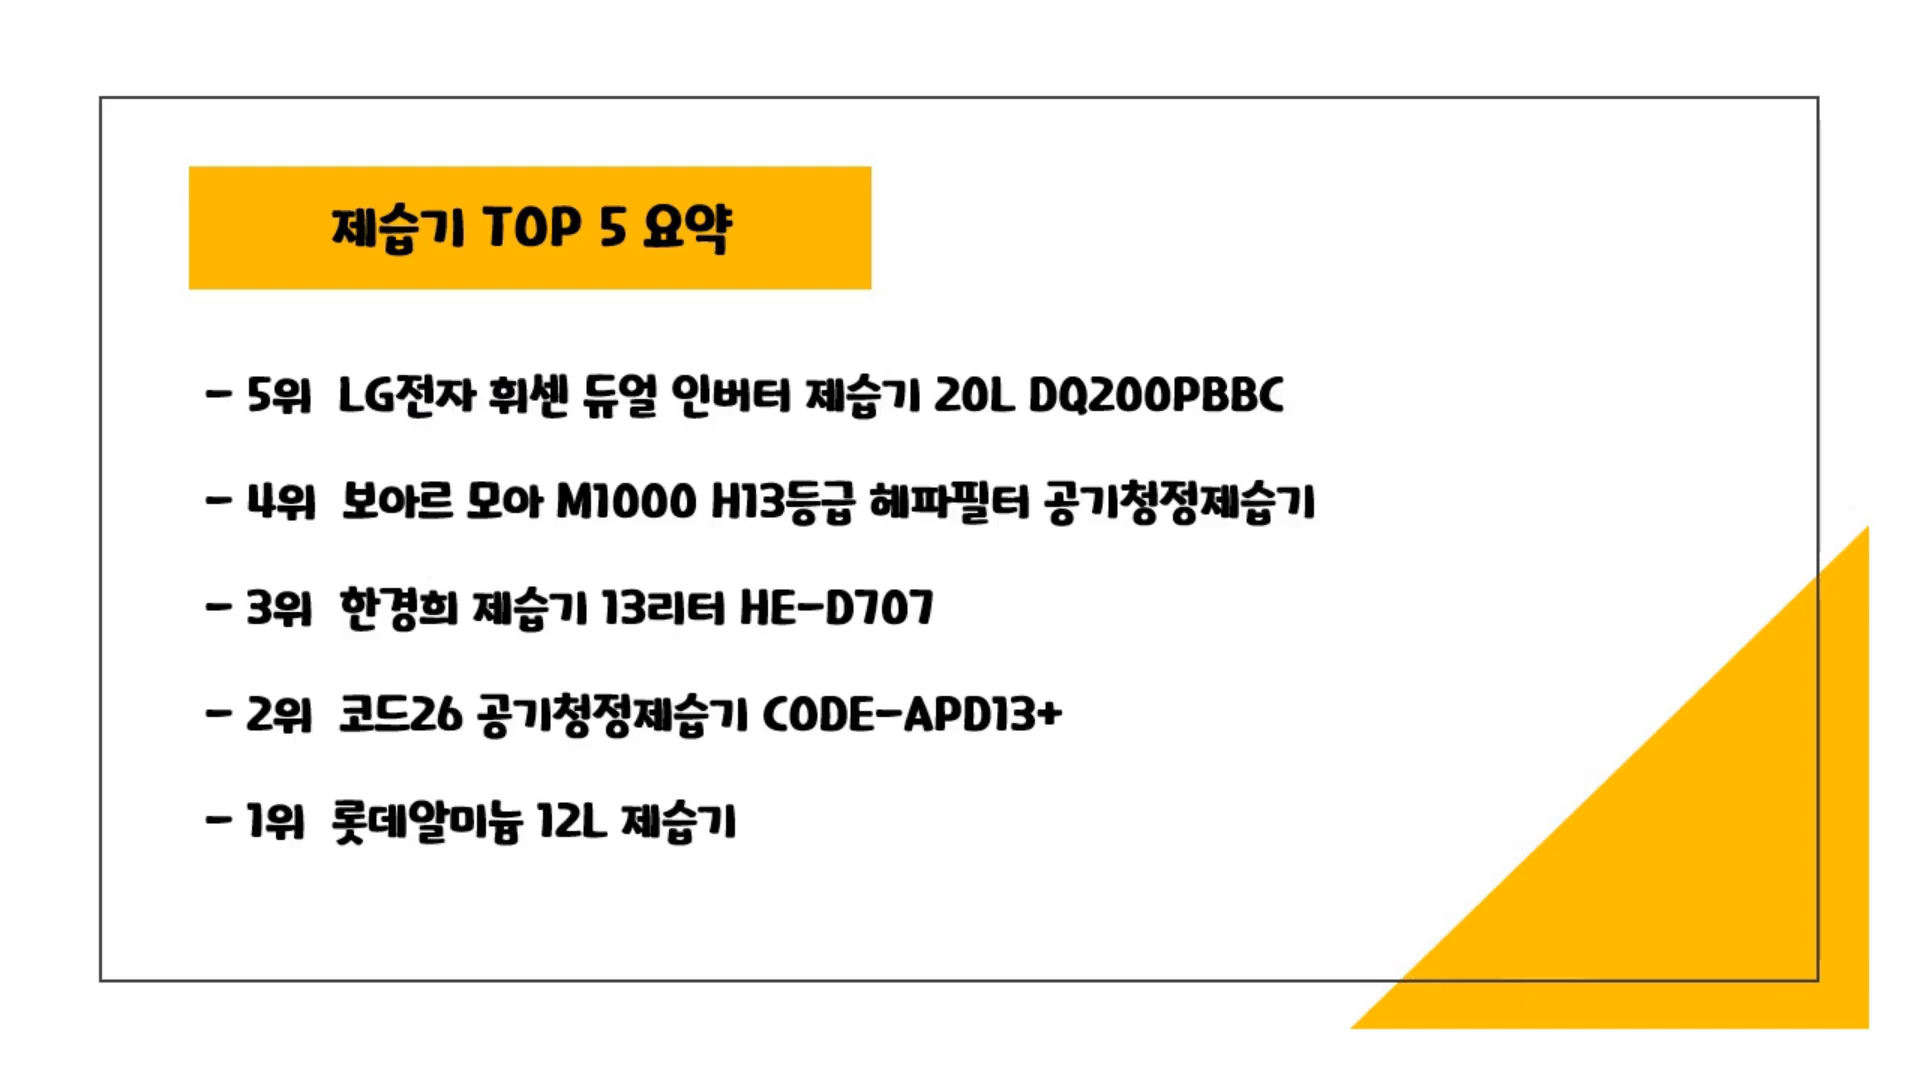 제습기 TOP 5 요약
- 5위 LG전자 휘센 듀얼 인버터 제습기 20L DQ200PBBC
- 4위 보아르 모아 M1000 H13등급 헤파필터 공기청정제습기
- 3위 한경희 제습기 13리터 HE-D707
- 2위 코드26 공기청정제습기 CODE-APD13+
- 1위 롯데알미늄 12L 제습기